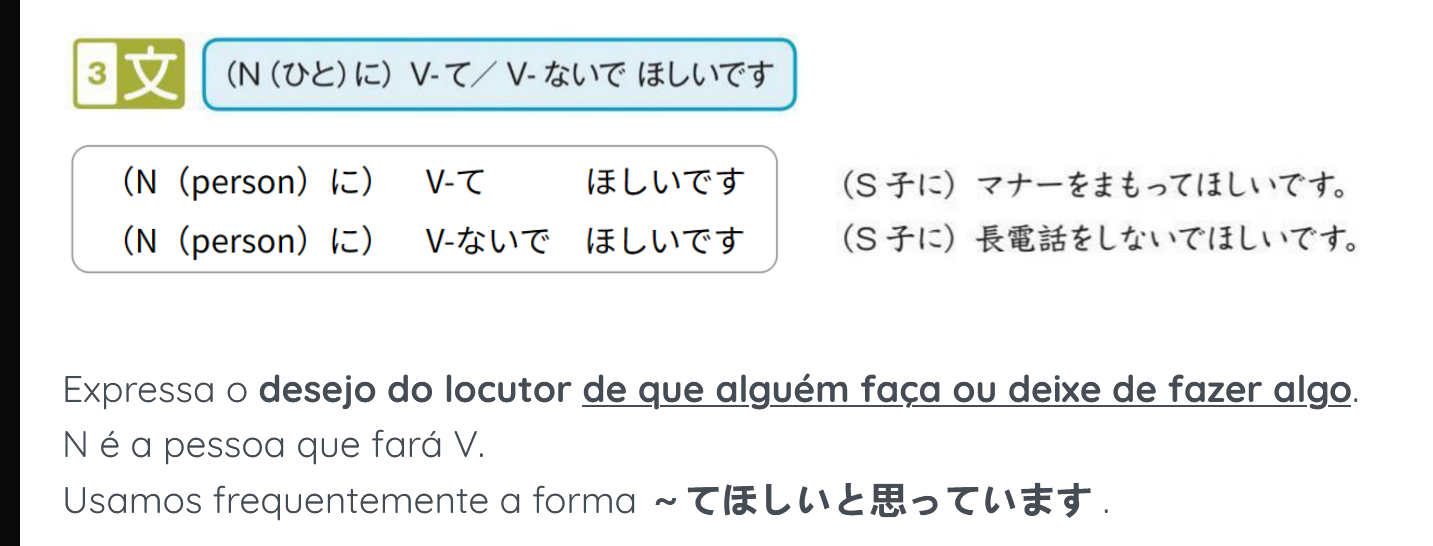 3文 (N(ひと)に) V-て／V-ないで ほしいです
(N (person) に) V-て ほしいです (S子に) マナーをまもってほしいです。
(N (person) に) V-ないで ほしいです (S子に) 長電話をしないでほしいです。
Expressa o desejo do locutor de que alguém faça ou deixe de fazer algo.
N é a pessoa que fará V.
Usamos frequentemente a forma ～てほしいと思っています .